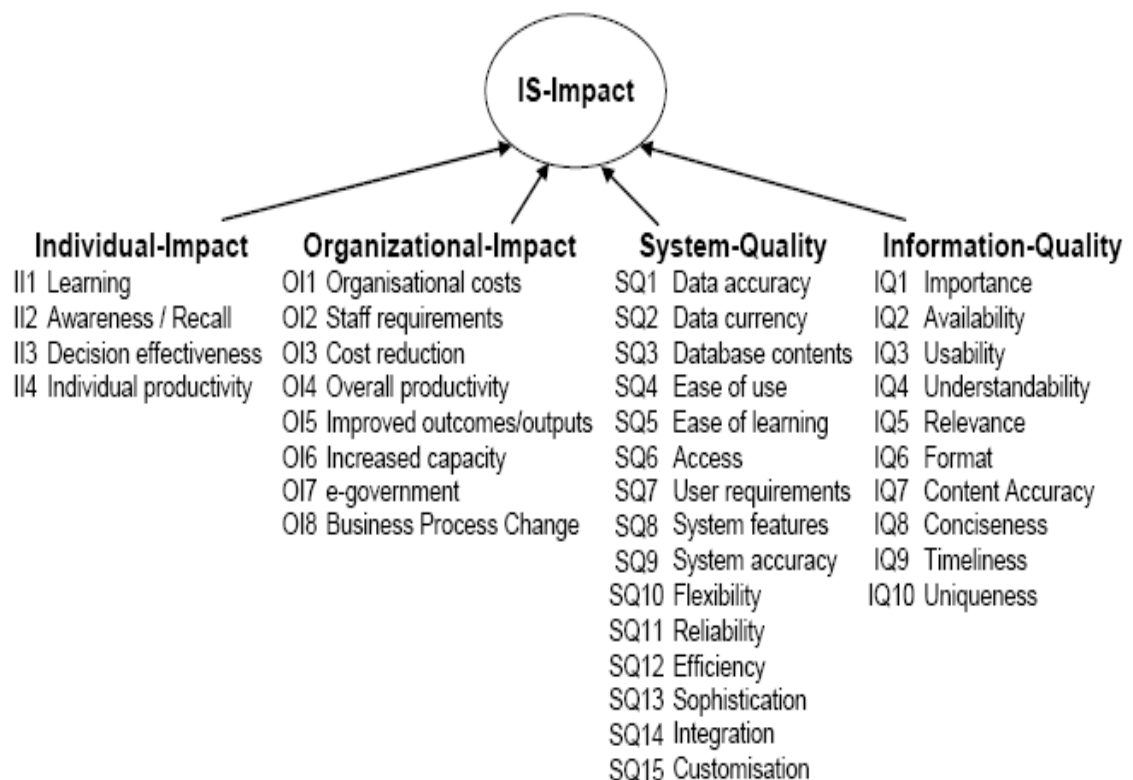 IS-Impact
Individual-Impact
II1 Learning
II2 Awareness / Recall
II3 Decision effectiveness
II4 Individual productivity
Organizational-Impact
OI1 Organisational costs
OI2 Staff requirements
OI3 Cost reduction
OI4 Overall productivity
OI5 Improved outcomes/outputs
OI6 Increased capacity
OI7 e-government
OI8 Business Process Change
System-Quality
SQ1 Data accuracy
SQ2 Data currency
SQ3 Database contents
SQ4 Ease of use
SQ5 Ease of learning
SQ6 Access
SQ7 User requirements
SQ8 System features
SQ9 System accuracy
SQ10 Flexibility
SQ11 Reliability
SQ12 Efficiency
SQ13 Sophistication
SQ14 Integration
SQ15 Customisation
Information-Quality
IQ1 Importance
IQ2 Availability
IQ3 Usability
IQ4 Understandability
IQ5 Relevance
IQ6 Format
IQ7 Content Accuracy
IQ8 Conciseness
IQ9 Timeliness
IQ10 Uniqueness